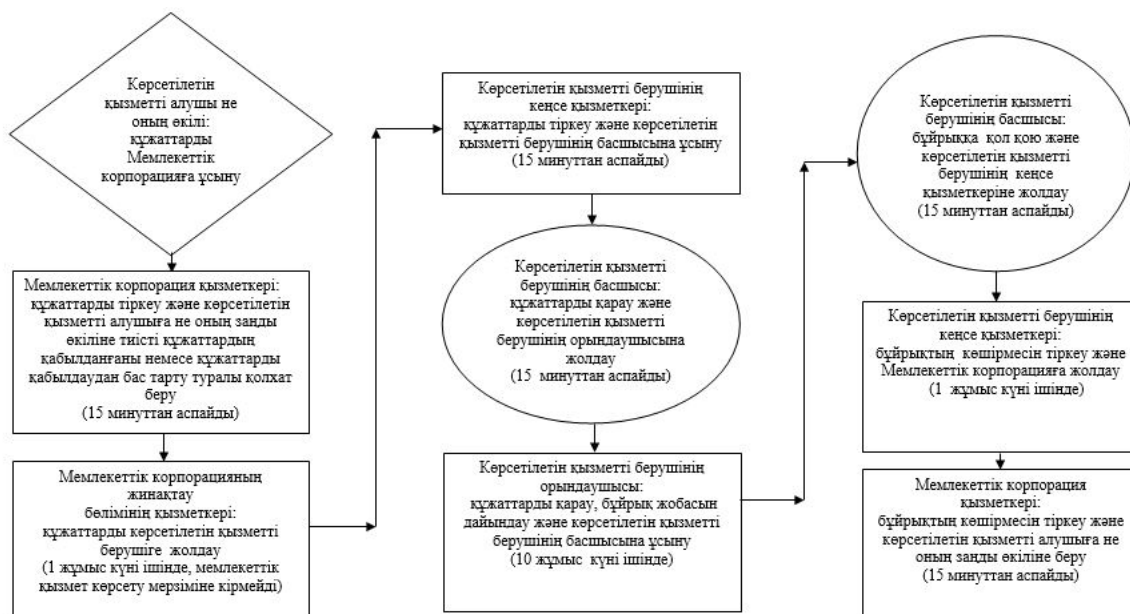 Көрсетілетін
қызметті алушы не
оның өкілі:
құжаттарды
Мемлекеттік
корпорацияға ұсыну
Мемлекеттік корпорация қызметкері:
құжаттарды тіркеу және көрсетілетін
қызметті алушыға не оның заңды
өкіліне тиісті құжаттардың
қабылданғаны немесе құжаттарды
қабылдаудан бас тарту туралы қолхат
беру
(15 минуттан аспайды)
Мемлекеттік корпорацияның
жинақтау
бөлімінің қызметкері:
құжаттарды көрсетілетін қызметті
берушіге жолдау
(1 жұмыс күні ішінде, мемлекеттік
қызмет көрсету мерзіміне кірмейді)
Көрсетілетін қызметті берушінің
кеңсе қызметкері:
құжаттарды тіркеу және көрсетілетін
қызметті берушінің басшысына ұсыну
(15 минуттан аспайды)
Көрсетілетін қызметті
берушінің басшысы:
құжаттарды қарау және
көрсетілетін қызметті
берушінің орындаушысына
жолдау
(15 минуттан аспайды)
Көрсетілетін қызметті берушінің
орындаушысы:
құжаттарды қарау, бұйрық жобасын
дайындау және көрсетілетін қызметті
берушінің басшысына ұсыну
(10 жұмыс күні ішінде)
Көрсетілетін қызметті
берушінің басшысы:
бұйрыққа қол қою және
көрсетілетін қызметті
берушінің кеңсе
қызметкеріне жолдау
(15 минуттан аспайды)
Көрсетілетін қызметті берушінің
кеңсе қызметкері:
бұйрықтың көшірмесін тіркеу және
Мемлекеттік корпорацияға жолдау
(1 жұмыс күні ішінде)
Мемлекеттік корпорация
қызметкері:
бұйрықтың көшірмесін тіркеу және
көрсетілетін қызметті алушыға не
оның заңды өкіліне беру
(15 минуттан аспайды)